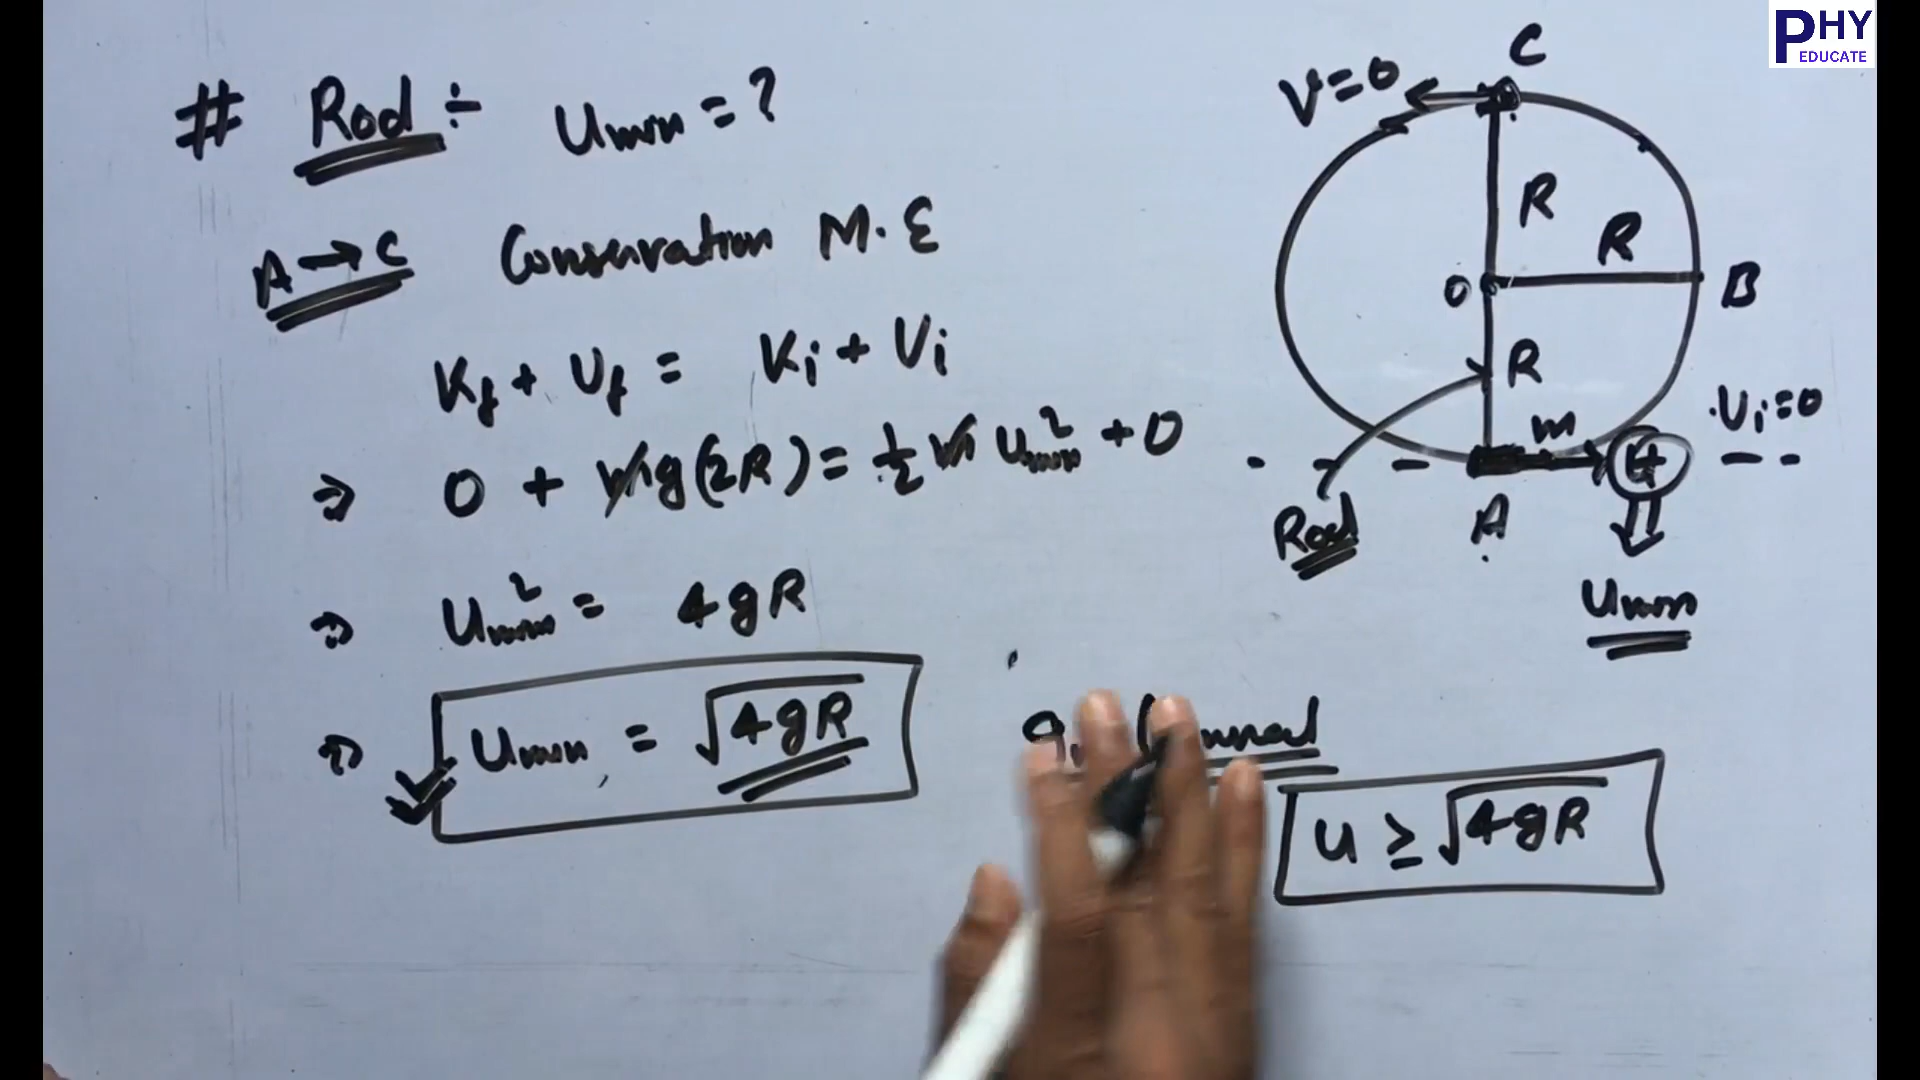 # Rod ÷ Umin = ?
A → C Conservation M.E
Kf + Uf = Ki + Ui
⇒ 0 + mg(2R) = 1/2 m Umin² + 0
⇒ Umin² = 4gR
⇒ Umin = √4gR
U ≥ √4gR
C
V=0
R
R
O
B
R
Ui=0
m
u
Rod
A
Umin
PHY
EDUCATE